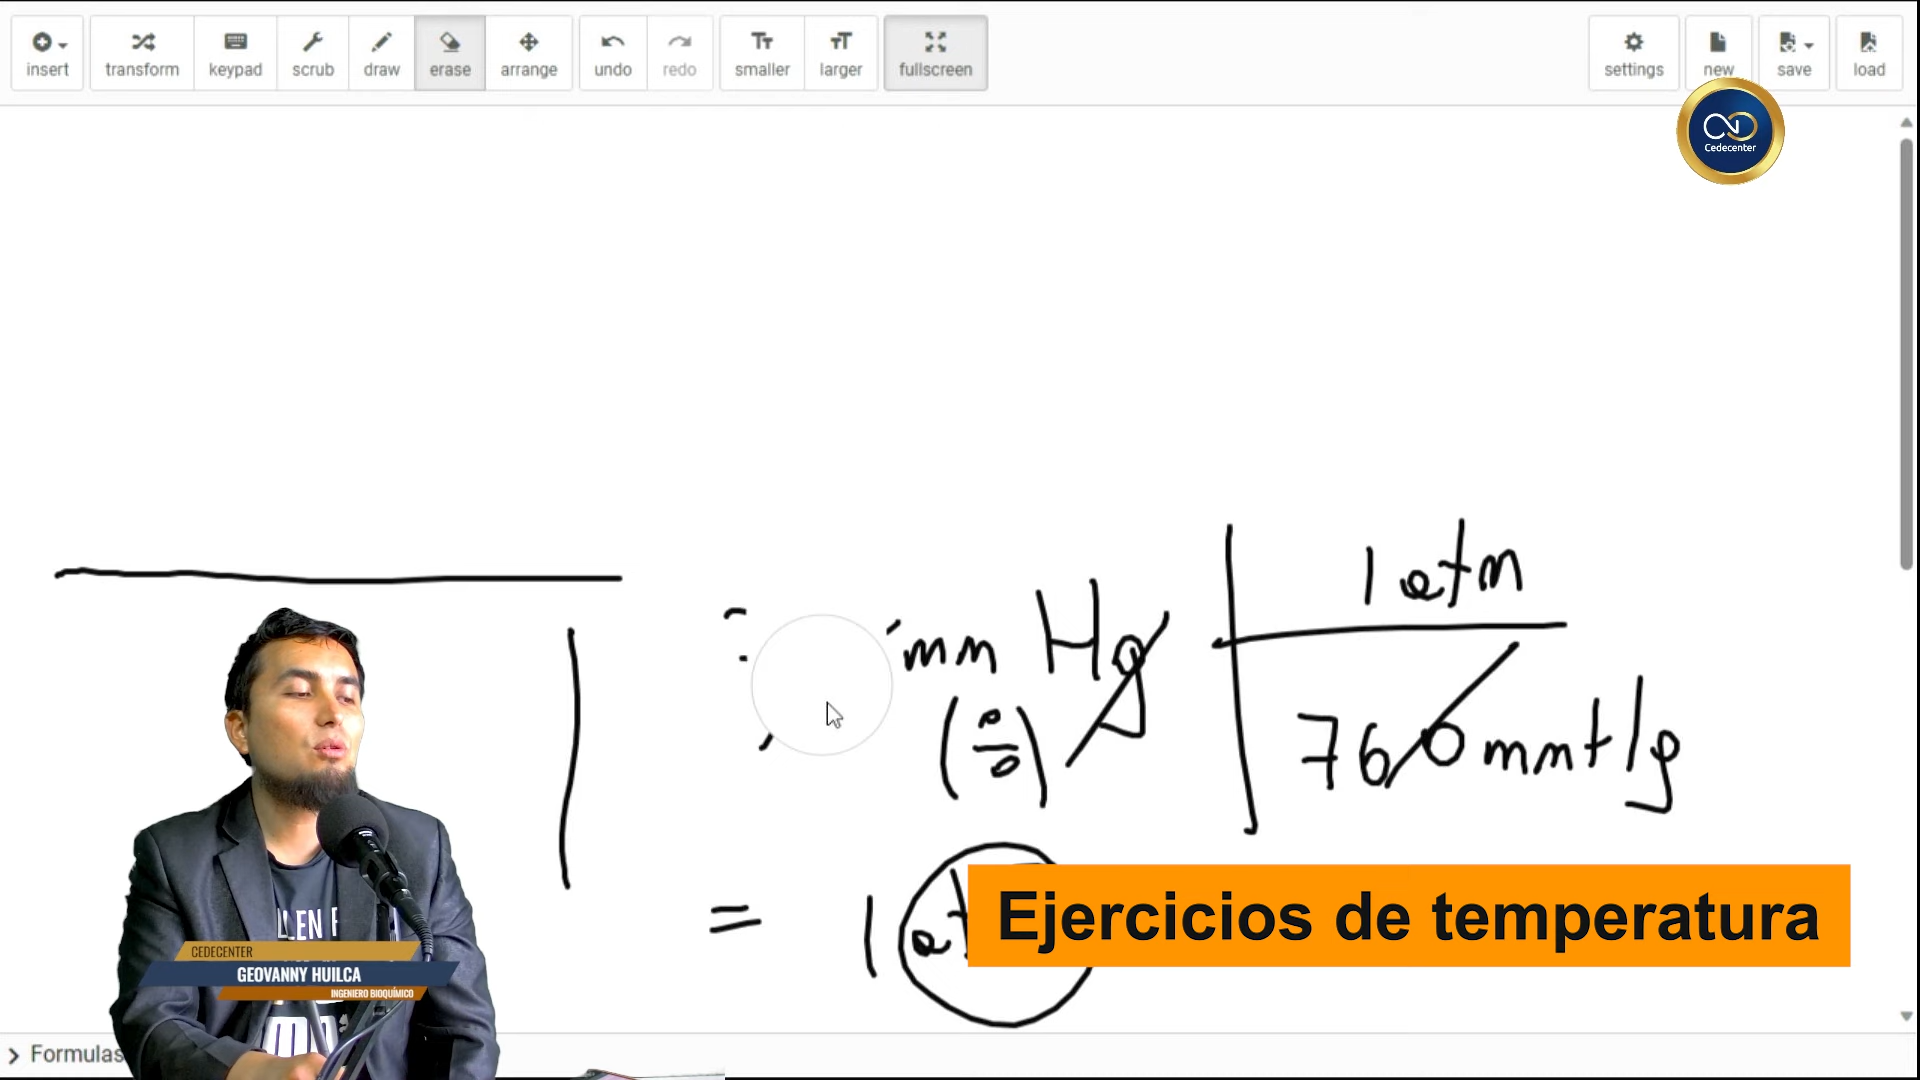 insert transform keypad scrub draw erase arrange undo redo smaller larger fullscreen settings new save load
Cedecenter
mm Hg
1 atm
760 mmHg
= 1
Ejercicios de temperatura
CEDECENTER
GEOVANNY HUILCA
INGENIERO BIOQUÍMICO
Formulas